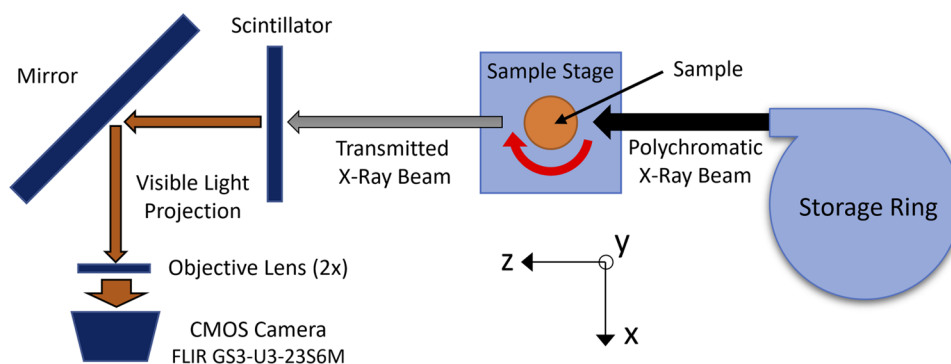 Scintillator
Mirror
Sample Stage
Sample
Transmitted
X-Ray Beam
Polychromatic
X-Ray Beam
Storage Ring
Visible Light
Projection
y
z
x
Objective Lens (2x)
CMOS Camera
FLIR GS3-U3-23S6M